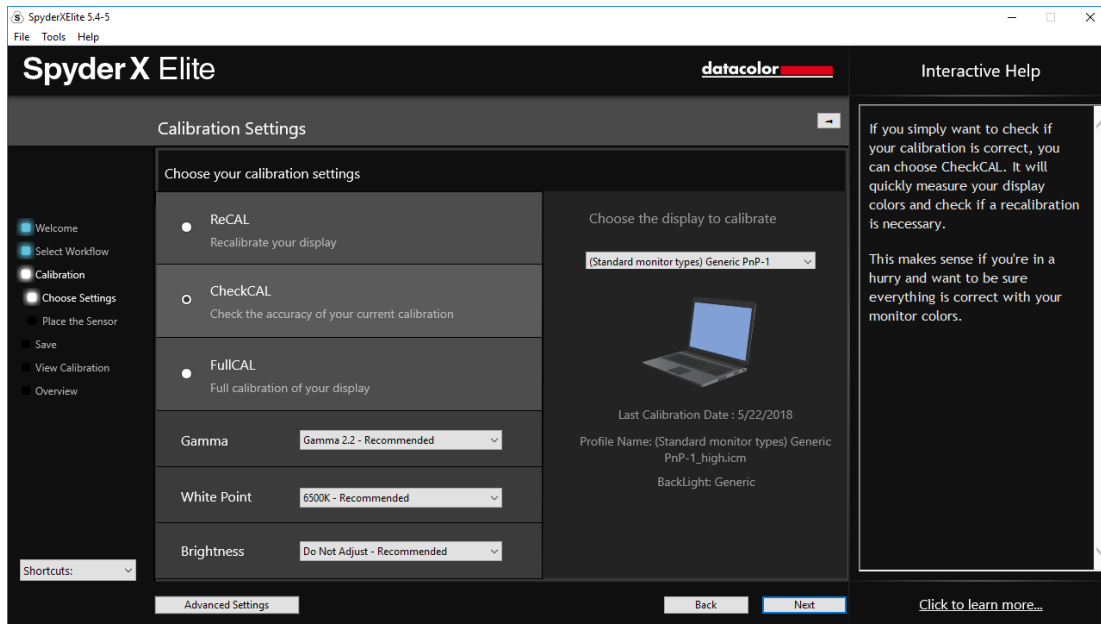 SpyderXElite 5.4-5
File Tools Help
Spyder X Elite
datacolor
Interactive Help
Calibration Settings
Choose your calibration settings
Welcome
Select Workflow
Calibration
Choose Settings
Place the Sensor
Save
View Calibration
Overview
Shortcuts:
ReCAL
Recalibrate your display
CheckCAL
Check the accuracy of your current calibration
FullCAL
Full calibration of your display
Gamma
Gamma 2.2 - Recommended
White Point
6500K - Recommended
Brightness
Do Not Adjust - Recommended
Choose the display to calibrate
(Standard monitor types) Generic PnP-1
Last Calibration Date : 5/22/2018
Profile Name: (Standard monitor types) Generic
PnP-1_high.icm
BackLight: Generic
If you simply want to check if
your calibration is correct, you
can choose CheckCAL. It will
quickly measure your display
colors and check if a recalibration
is necessary.
This makes sense if you're in a
hurry and want to be sure
everything is correct with your
monitor colors.
Advanced Settings
Back
Next
Click to learn more...